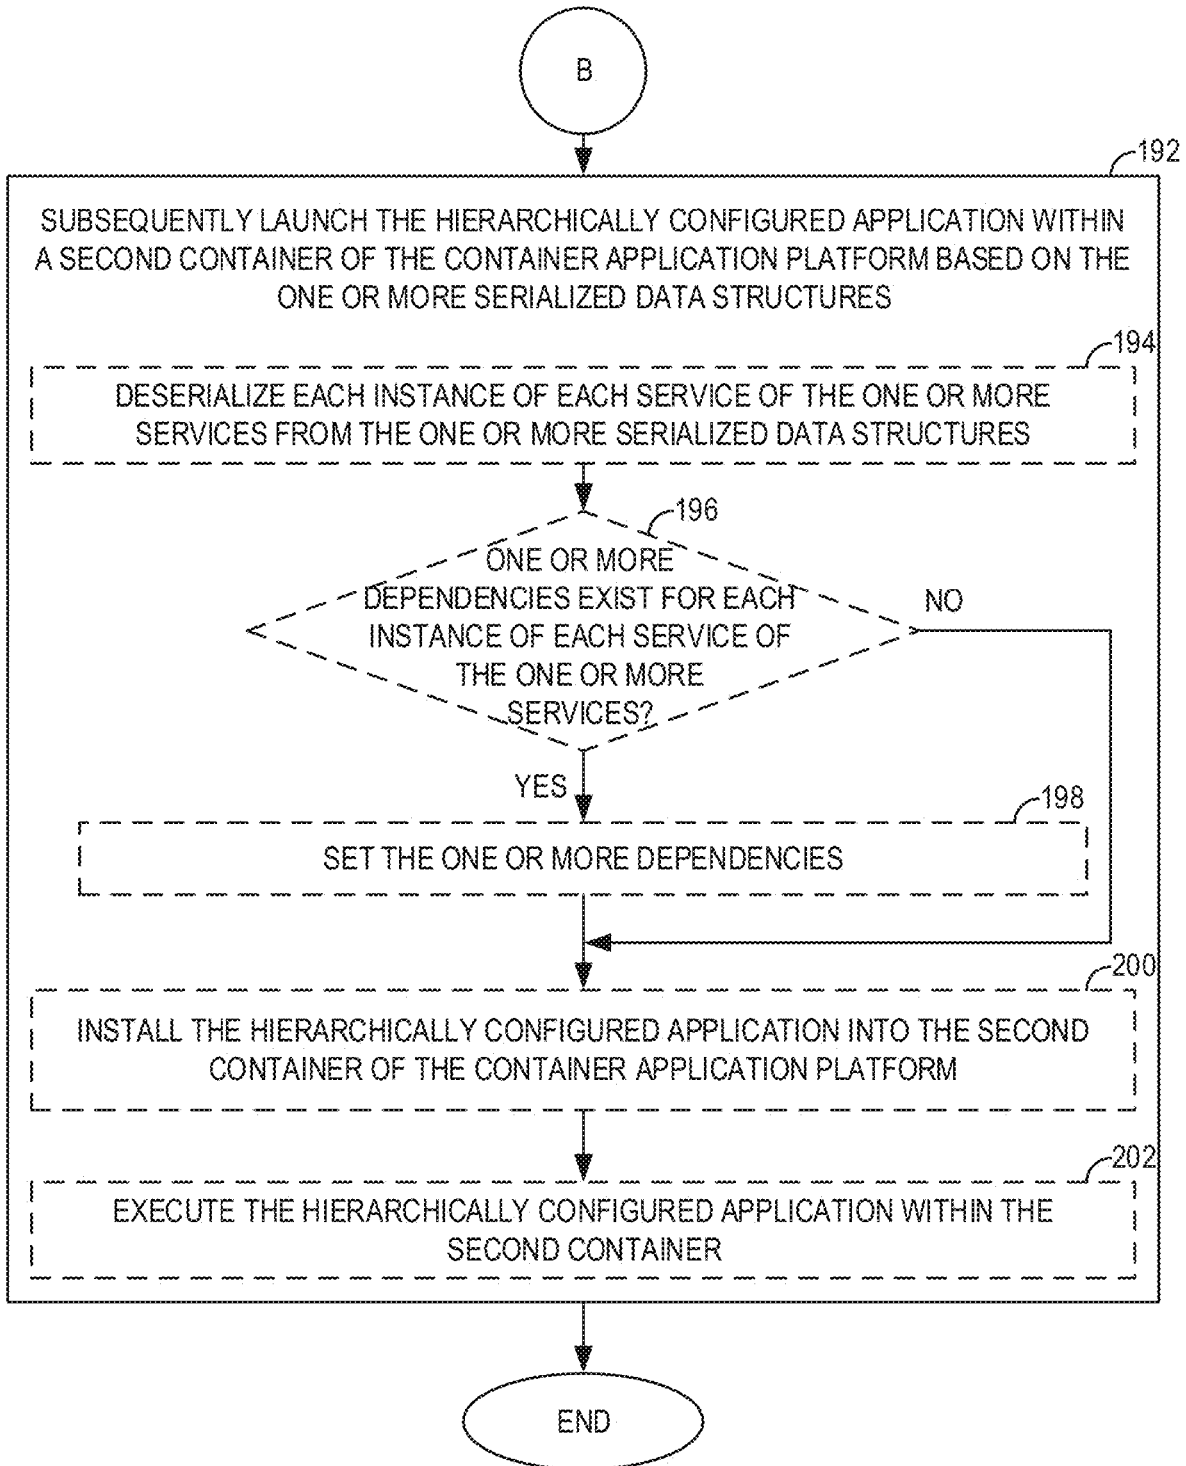 B
192
SUBSEQUENTLY LAUNCH THE HIERARCHICALLY CONFIGURED APPLICATION WITHIN
A SECOND CONTAINER OF THE CONTAINER APPLICATION PLATFORM BASED ON THE
ONE OR MORE SERIALIZED DATA STRUCTURES
194
DESERIALIZE EACH INSTANCE OF EACH SERVICE OF THE ONE OR MORE
SERVICES FROM THE ONE OR MORE SERIALIZED DATA STRUCTURES
196
ONE OR MORE
DEPENDENCIES EXIST FOR EACH
INSTANCE OF EACH SERVICE OF
THE ONE OR MORE
SERVICES?
NO
YES
198
SET THE ONE OR MORE DEPENDENCIES
200
INSTALL THE HIERARCHICALLY CONFIGURED APPLICATION INTO THE SECOND
CONTAINER OF THE CONTAINER APPLICATION PLATFORM
202
EXECUTE THE HIERARCHICALLY CONFIGURED APPLICATION WITHIN THE
SECOND CONTAINER
END